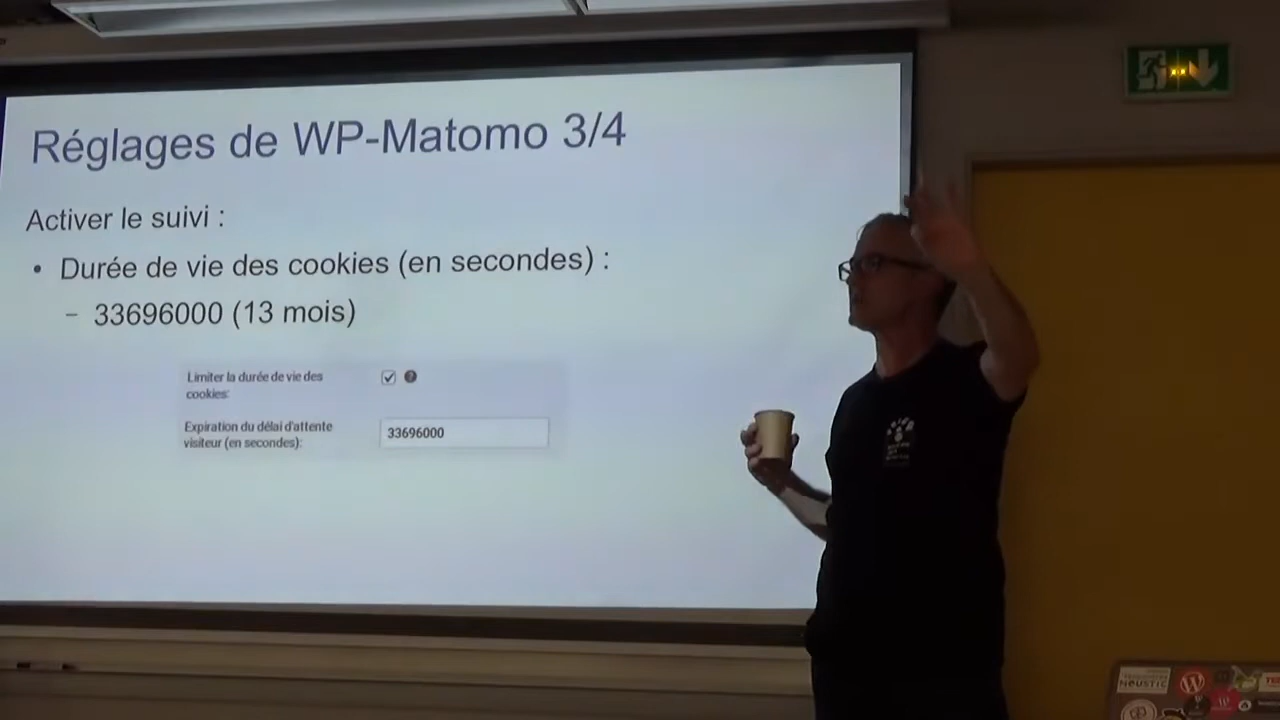 Réglages de WP-Matomo 3/4
Activer le suivi :
• Durée de vie des cookies (en secondes) :
– 33696000 (13 mois)
Limiter la durée de vie des
cookies:
Expiration du délai d'attente
visiteur (en secondes):
33696000